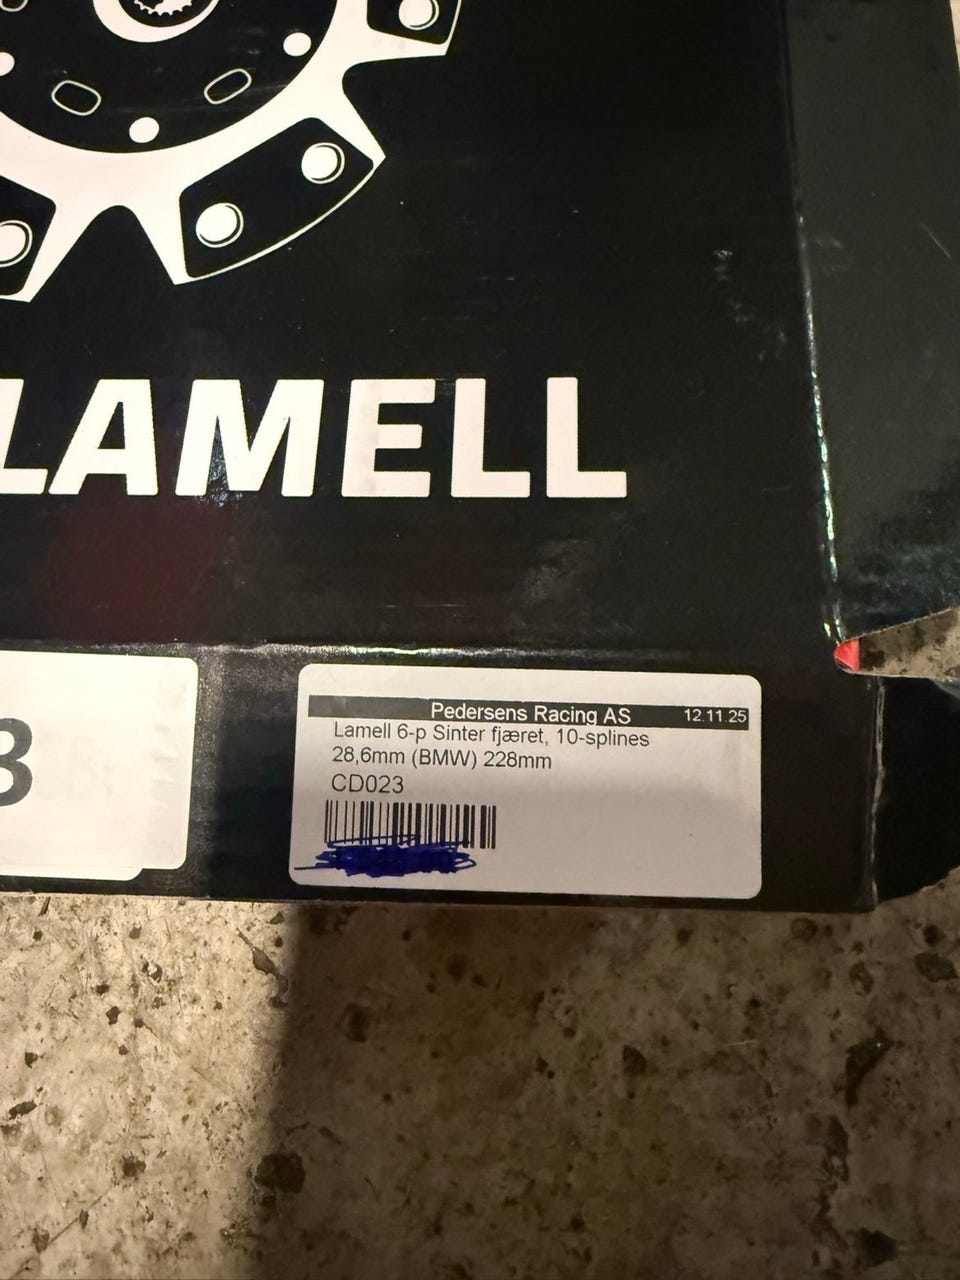 LAMELL
3
Pedersens Racing AS 12.11.25
Lamell 6-p Sinter fjæret, 10-splines
28,6mm (BMW) 228mm
CD023